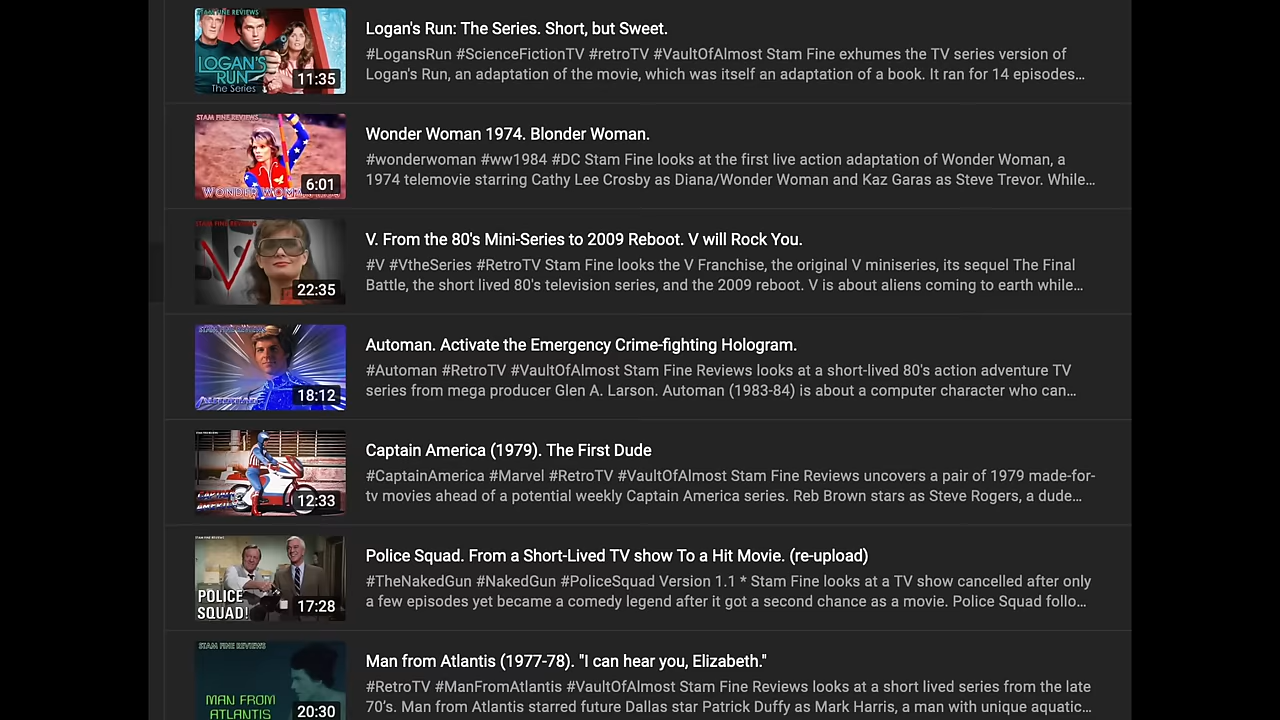 STAM FINE REVIEWS
LOGAN'S
RUN
The Series
11:35
Logan's Run: The Series. Short, but Sweet.
#LogansRun #ScienceFictionTV #retroTV #VaultOfAlmost Stam Fine exhumes the TV series version of
Logan's Run, an adaptation of the movie, which was itself an adaptation of a book. It ran for 14 episodes…
STAM FINE REVIEWS
6:01
Wonder Woman 1974. Blonder Woman.
#wonderwoman #ww1984 #DC Stam Fine looks at the first live action adaptation of Wonder Woman, a
1974 telemovie starring Cathy Lee Crosby as Diana/Wonder Woman and Kaz Garas as Steve Trevor. While…
STAM FINE REVIEWS
V
22:35
V. From the 80's Mini-Series to 2009 Reboot. V will Rock You.
#V #VtheSeries #RetroTV Stam Fine looks the V Franchise, the original V miniseries, its sequel The Final
Battle, the short lived 80's television series, and the 2009 reboot. V is about aliens coming to earth while…
STAM FINE REVIEWS
18:12
Automan. Activate the Emergency Crime-fighting Hologram.
#Automan #RetroTV #VaultOfAlmost Stam Fine Reviews looks at a short-lived 80's action adventure TV
series from mega producer Glen A. Larson. Automan (1983-84) is about a computer character who can…
CAPTAIN
AMERICA
12:33
Captain America (1979). The First Dude
#CaptainAmerica #Marvel #RetroTV #VaultOfAlmost Stam Fine Reviews uncovers a pair of 1979 made-for-
tv movies ahead of a potential weekly Captain America series. Reb Brown stars as Steve Rogers, a dude…
POLICE
SQUAD!
17:28
Police Squad. From a Short-Lived TV show To a Hit Movie. (re-upload)
#TheNakedGun #NakedGun #PoliceSquad Version 1.1 * Stam Fine looks at a TV show cancelled after only
a few episodes yet became a comedy legend after it got a second chance as a movie. Police Squad follo…
STAM FINE REVIEWS
MAN FROM
ATLANTIS
20:30
Man from Atlantis (1977-78). "I can hear you, Elizabeth."
#RetroTV #ManFromAtlantis #VaultOfAlmost Stam Fine Reviews looks at a short lived series from the late
70's. Man from Atlantis starred future Dallas star Patrick Duffy as Mark Harris, a man with unique aquatic…